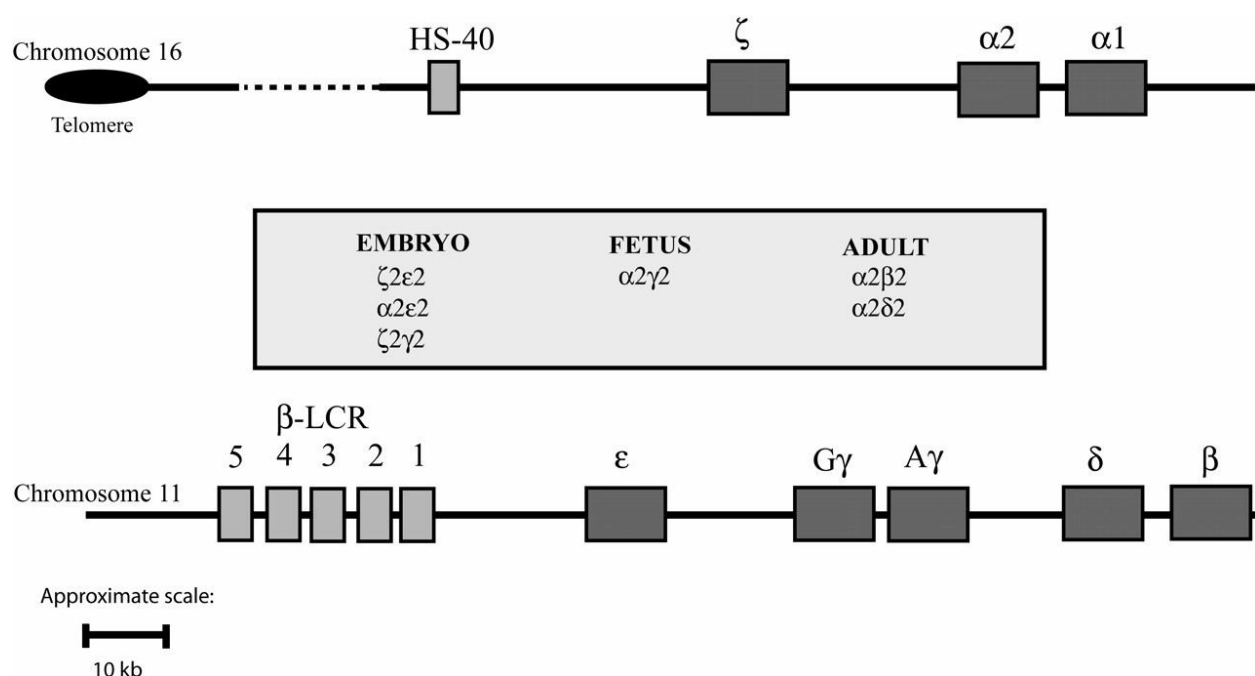 HS-40 ζ α2 α1
Chromosome 16
Telomere
EMBRYO FETUS ADULT
ζ2ε2 α2γ2 α2β2
α2ε2 α2δ2
ζ2γ2
β-LCR
5 4 3 2 1 ε Gγ Aγ δ β
Chromosome 11
Approximate scale:
10 kb